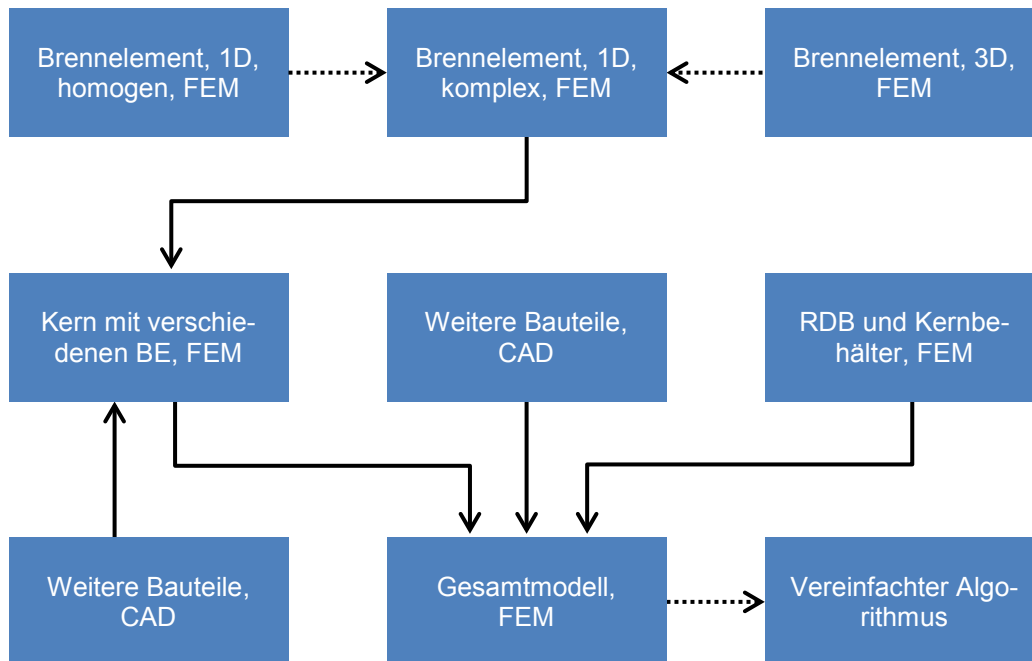 Brennelement, 1D,
homogen, FEM
Brennelement, 1D,
komplex, FEM
Brennelement, 3D,
FEM
Kern mit verschie-
denen BE, FEM
Weitere Bauteile,
CAD
RDB und Kernbe-
hälter, FEM
Weitere Bauteile,
CAD
Gesamtmodell,
FEM
Vereinfachter Algo-
rithmus